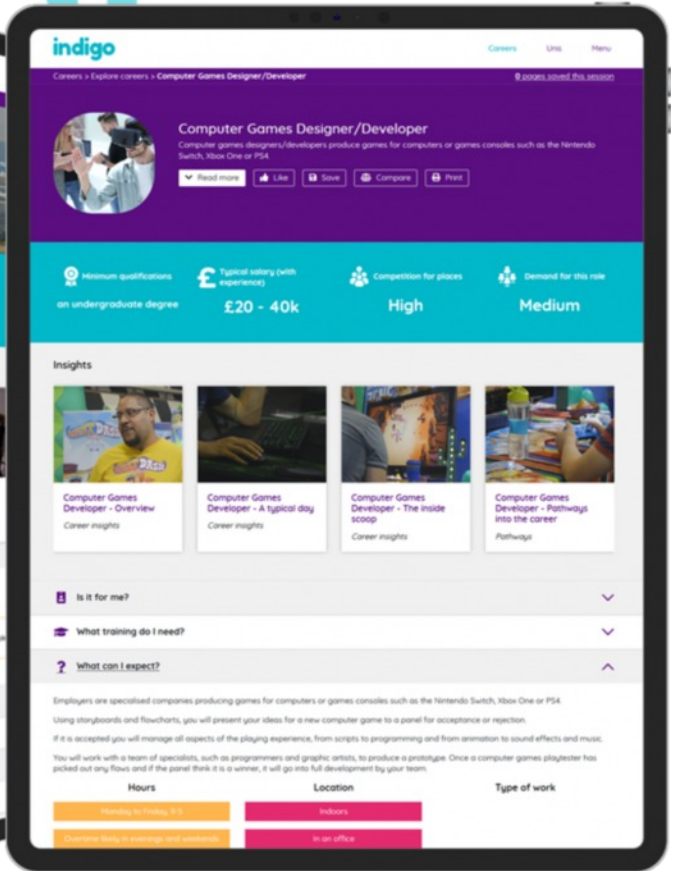 indigo
Careers Unis Menu
Careers > Explore careers > Computer Games Designer/Developer
0 pages saved this session
Computer Games Designer/Developer
Computer games designers/developers produce games for computers or games consoles such as the Nintendo
Switch, Xbox One or PS4.
Read more Like Save Compare Print
Minimum qualifications
an undergraduate degree
Typical salary (with
experience)
£20 - 40k
Competition for places
High
Demand for this role
Medium
Insights
Computer Games
Developer - Overview
Career insights
Computer Games
Developer - A typical day
Career insights
Computer Games
Developer - The inside
scoop
Career insights
Computer Games
Developer - Pathways
into the career
Pathways
Is it for me?
What training do I need?
What can I expect?
Employers are specialised companies producing games for computers or games consoles such as the Nintendo Switch, Xbox One or PS4.
Using storyboards and flowcharts, you will present your ideas for a new computer game to a panel for acceptance or rejection.
If it is accepted you will manage all aspects of the playing experience, from scripts to programming and from animation to sound effects and music.
You will work with a team of specialists, such as programmers and graphic artists, to produce a prototype. Once a computer games playtester has
picked out any flaws and if the panel think it is a winner, it will go into full development by your team.
Hours
Monday to Friday, 9-5
Overtime likely in evenings and weekends
Location
Indoors
In an office
Type of work